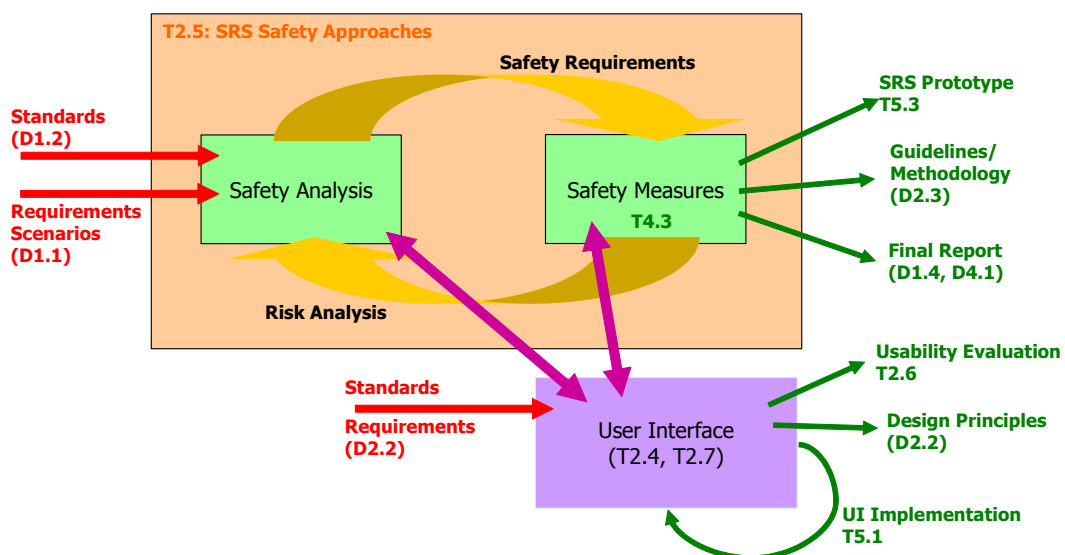 T2.5: SRS Safety Approaches
Safety Requirements
Standards
(D1.2)
Requirements
Scenarios
(D1.1)
Safety Analysis
Safety Measures
T4.3
Risk Analysis
SRS Prototype
T5.3
Guidelines/
Methodology
(D2.3)
Final Report
(D1.4, D4.1)
Standards
Requirements
(D2.2)
User Interface
(T2.4, T2.7)
Usability Evaluation
T2.6
Design Principles
(D2.2)
UI Implementation
T5.1